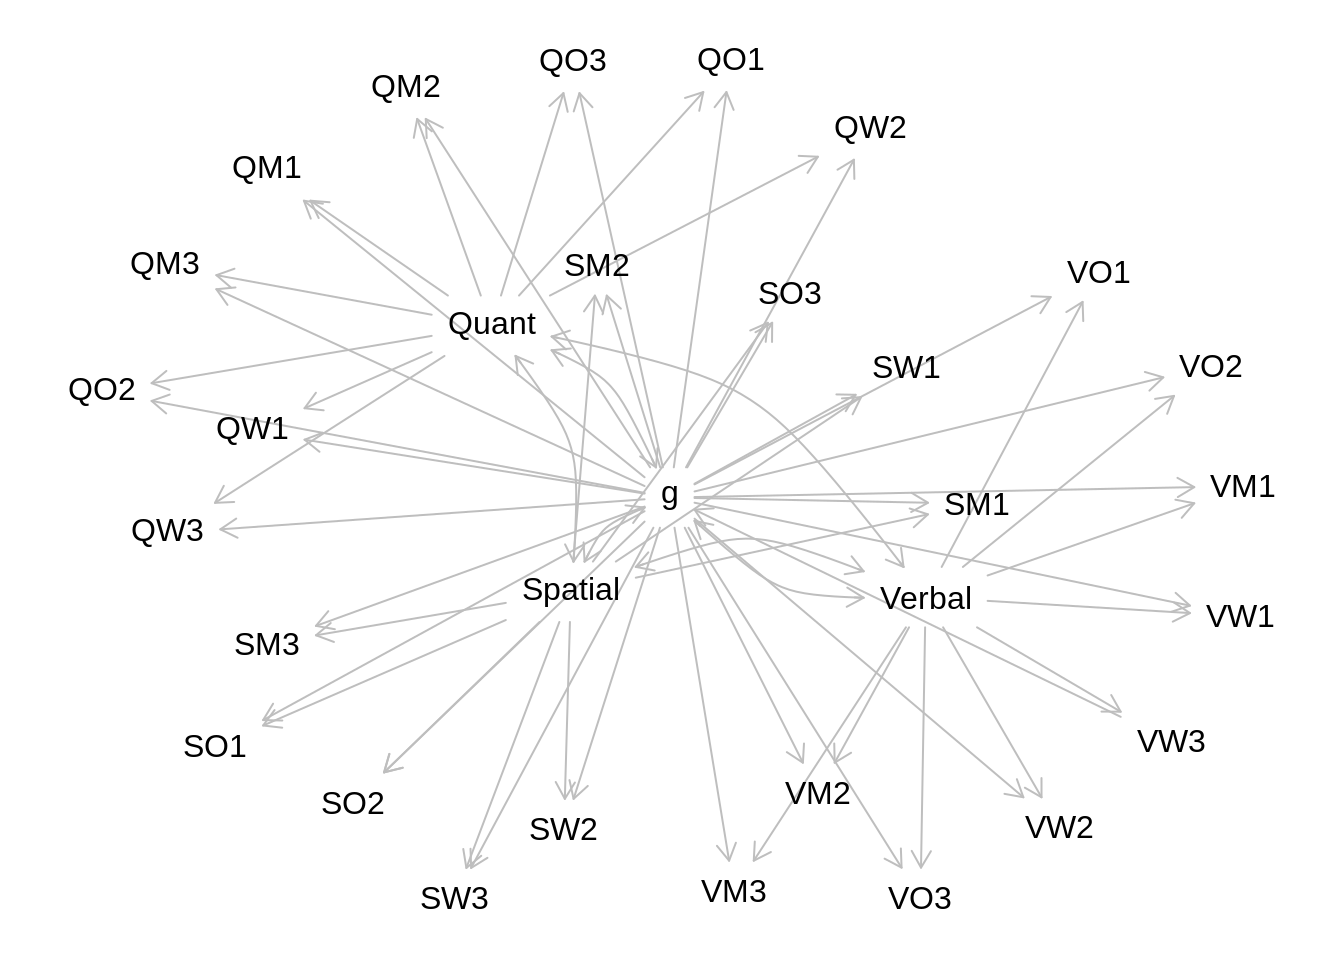 QO3
QO1
QM2
QW2
QM1
QM3
SM2
VO1
SO3
Quant
SW1
VO2
QO2
QW1
VM1
g
SM1
QW3
Spatial
Verbal
VW1
SM3
VW3
SO1
VM2
SO2
VW2
SW2
VM3
SW3
VO3